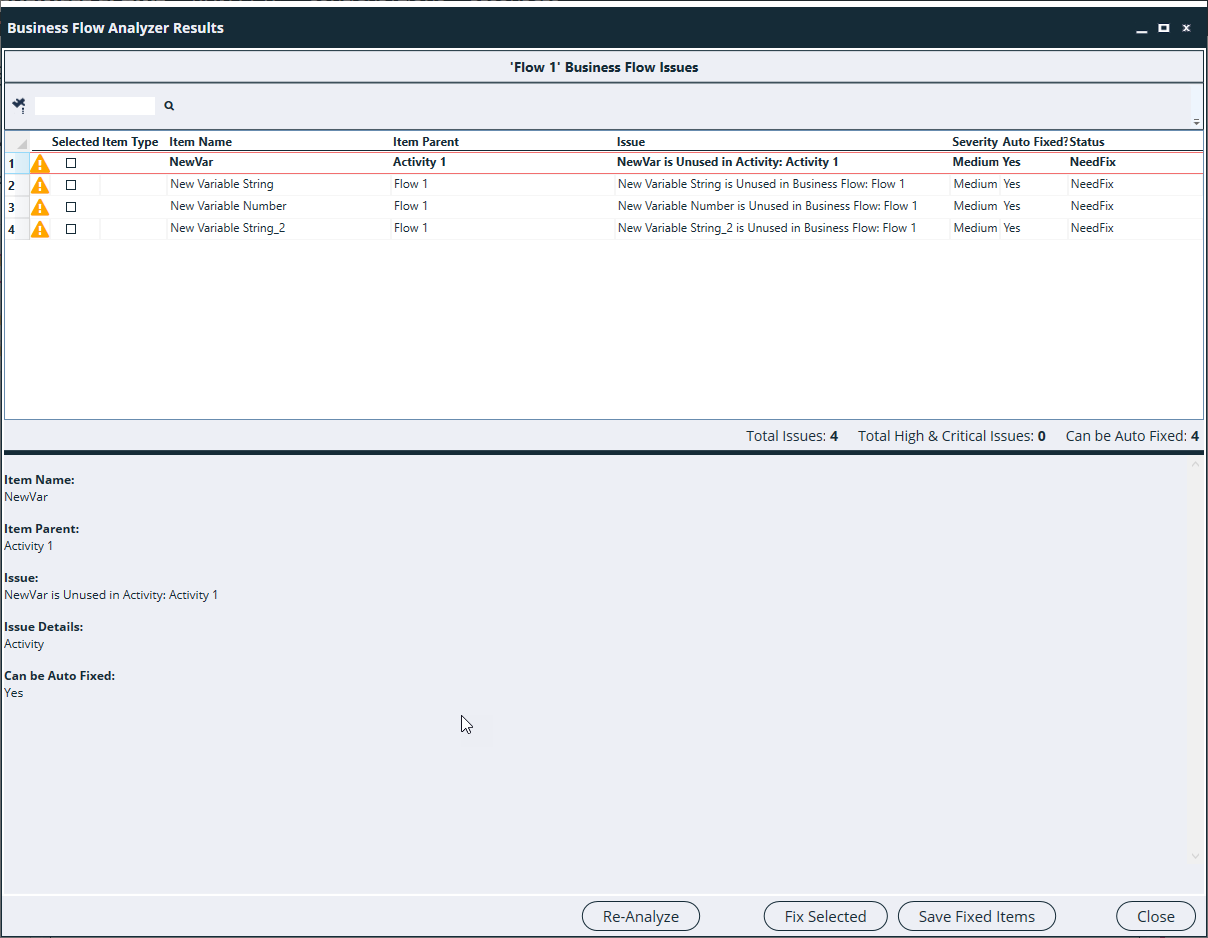 Business Flow Analyzer Results
'Flow 1' Business Flow Issues
Selected Item Type Item Name Item Parent Issue Severity Auto Fixed? Status
1 NewVar Activity 1 NewVar is Unused in Activity: Activity 1 Medium Yes NeedFix
2 New Variable String Flow 1 New Variable String is Unused in Business Flow: Flow 1 Medium Yes NeedFix
3 New Variable Number Flow 1 New Variable Number is Unused in Business Flow: Flow 1 Medium Yes NeedFix
4 New Variable String_2 Flow 1 New Variable String_2 is Unused in Business Flow: Flow 1 Medium Yes NeedFix
Total Issues: 4 Total High & Critical Issues: 0 Can be Auto Fixed: 4
Item Name:
NewVar
Item Parent:
Activity 1
Issue:
NewVar is Unused in Activity: Activity 1
Issue Details:
Activity
Can be Auto Fixed:
Yes
Re-Analyze Fix Selected Save Fixed Items Close